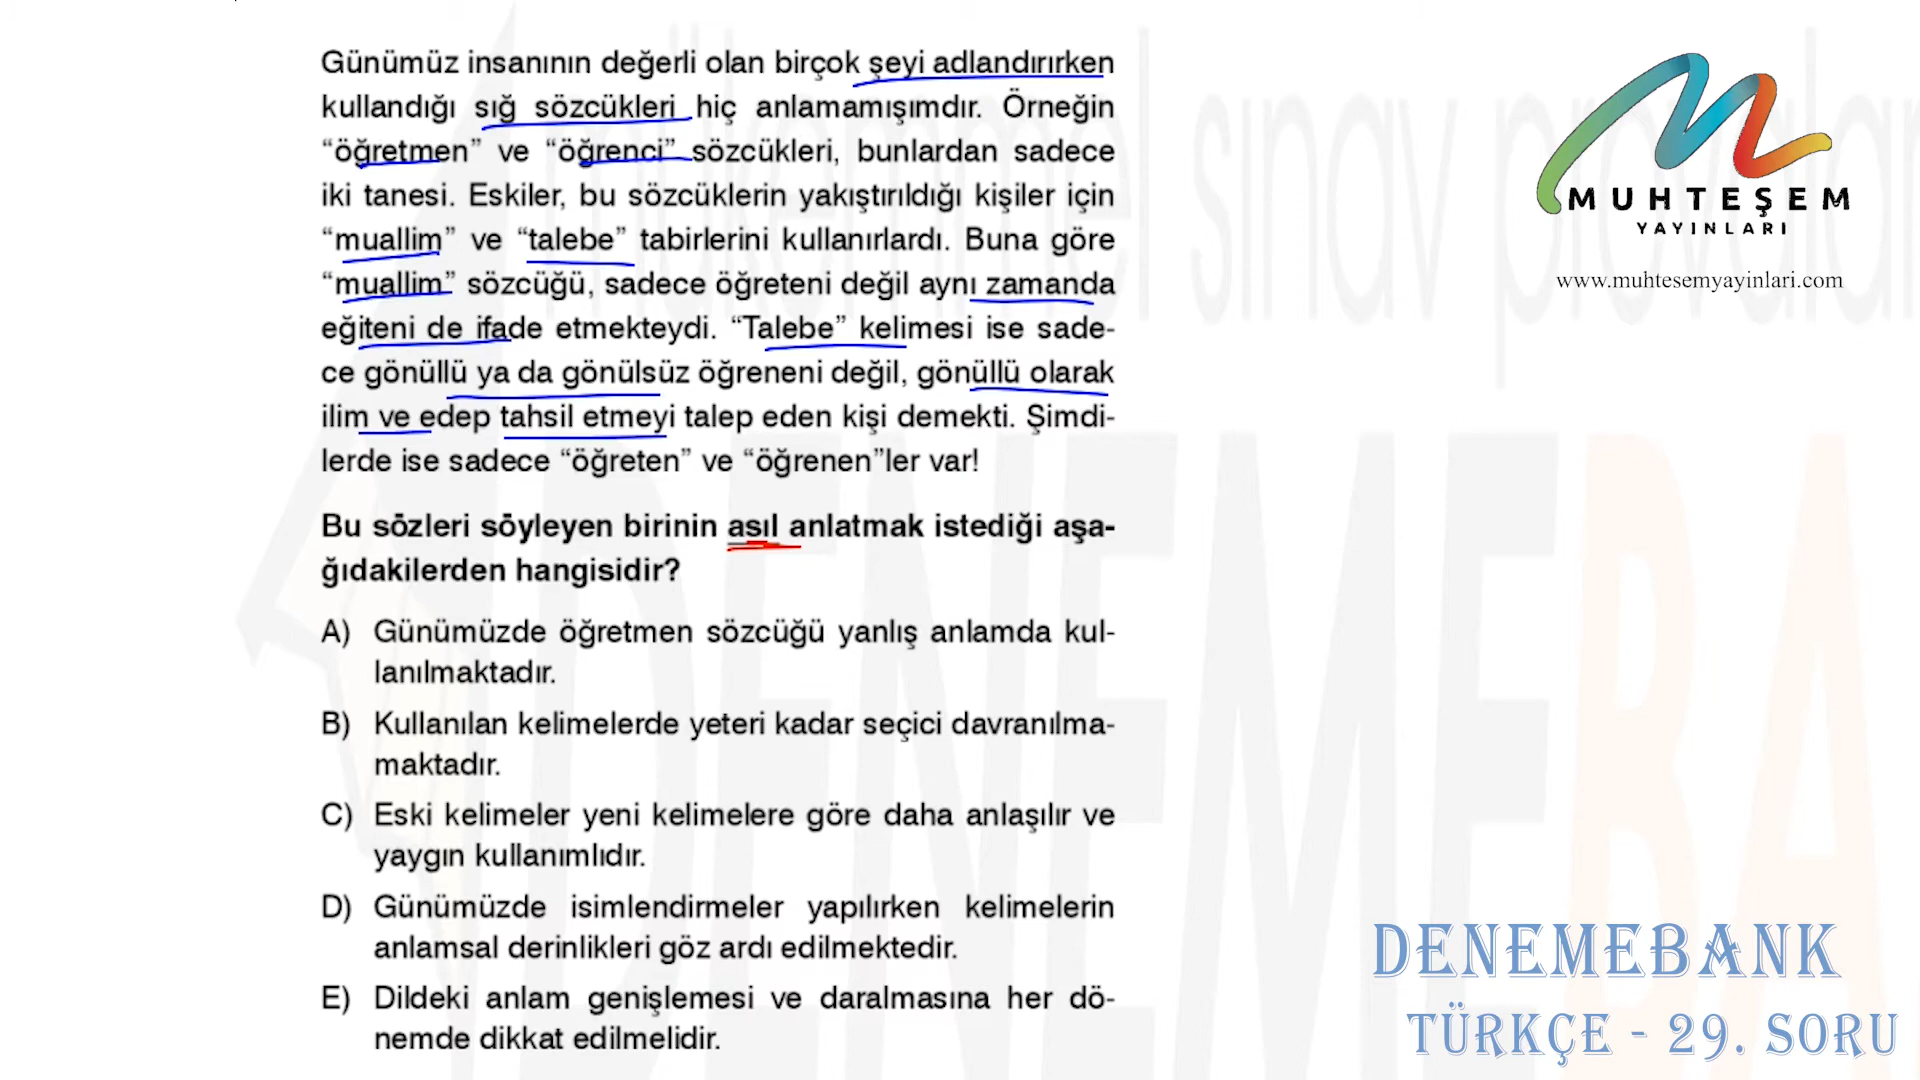 Günümüz insanının değerli olan birçok şeyi adlandırırken
kullandığı sığ sözcükleri hiç anlamamışımdır. Örneğin
“öğretmen” ve “öğrenci” sözcükleri, bunlardan sadece
iki tanesi. Eskiler, bu sözcüklerin yakıştırıldığı kişiler için
“muallim” ve “talebe” tabirlerini kullanırlardı. Buna göre
“muallim” sözcüğü, sadece öğreteni değil aynı zamanda
eğiteni de ifade etmekteydi. “Talebe” kelimesi ise sade-
ce gönüllü ya da gönülsüz öğreneni değil, gönüllü olarak
ilim ve edep tahsil etmeyi talep eden kişi demekti. Şimdi-
lerde ise sadece “öğreten” ve “öğrenen”ler var!
Bu sözleri söyleyen birinin asıl anlatmak istediği aşa-
ğıdakilerden hangisidir?
A) Günümüzde öğretmen sözcüğü yanlış anlamda kul-
lanılmaktadır.
B) Kullanılan kelimelerde yeteri kadar seçici davranılma-
maktadır.
C) Eski kelimeler yeni kelimelere göre daha anlaşılır ve
yaygın kullanımlıdır.
D) Günümüzde isimlendirmeler yapılırken kelimelerin
anlamsal derinlikleri göz ardı edilmektedir.
E) Dildeki anlam genişlemesi ve daralmasına her dö-
nemde dikkat edilmelidir.
MUHTEŞEM
YAYINLARI
www.muhtesemyayinlari.com
mükemmel sınav provaları
DENEMEBA
DENEMEBANK
TÜRKÇE - 29. SORU